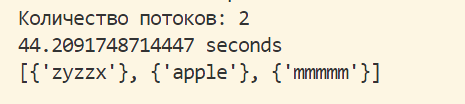 Количество потоков: 2
44.2091748714447 seconds
[{'zyzzx'}, {'apple'}, {'mmmmm'}]